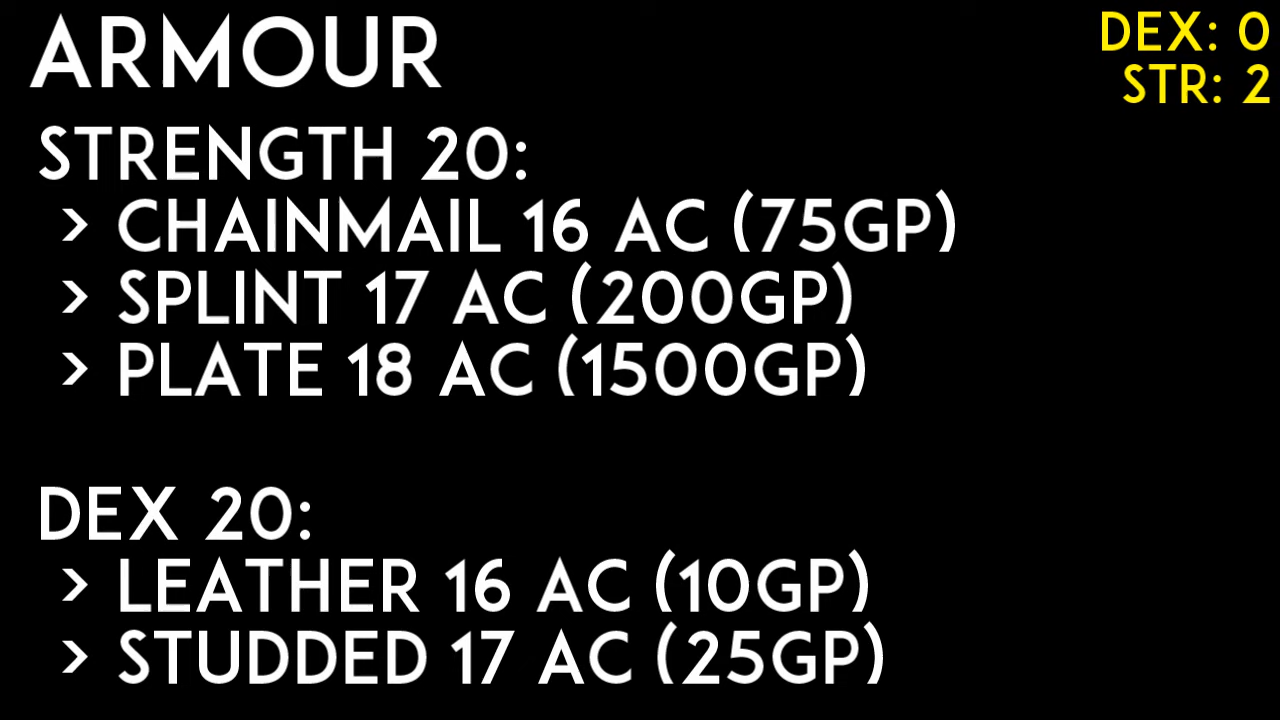 ARMOUR
DEX: 0
STR: 2
STRENGTH 20:
> CHAINMAIL 16 AC (75GP)
> SPLINT 17 AC (200GP)
> PLATE 18 AC (1500GP)
DEX 20:
> LEATHER 16 AC (10GP)
> STUDDED 17 AC (25GP)